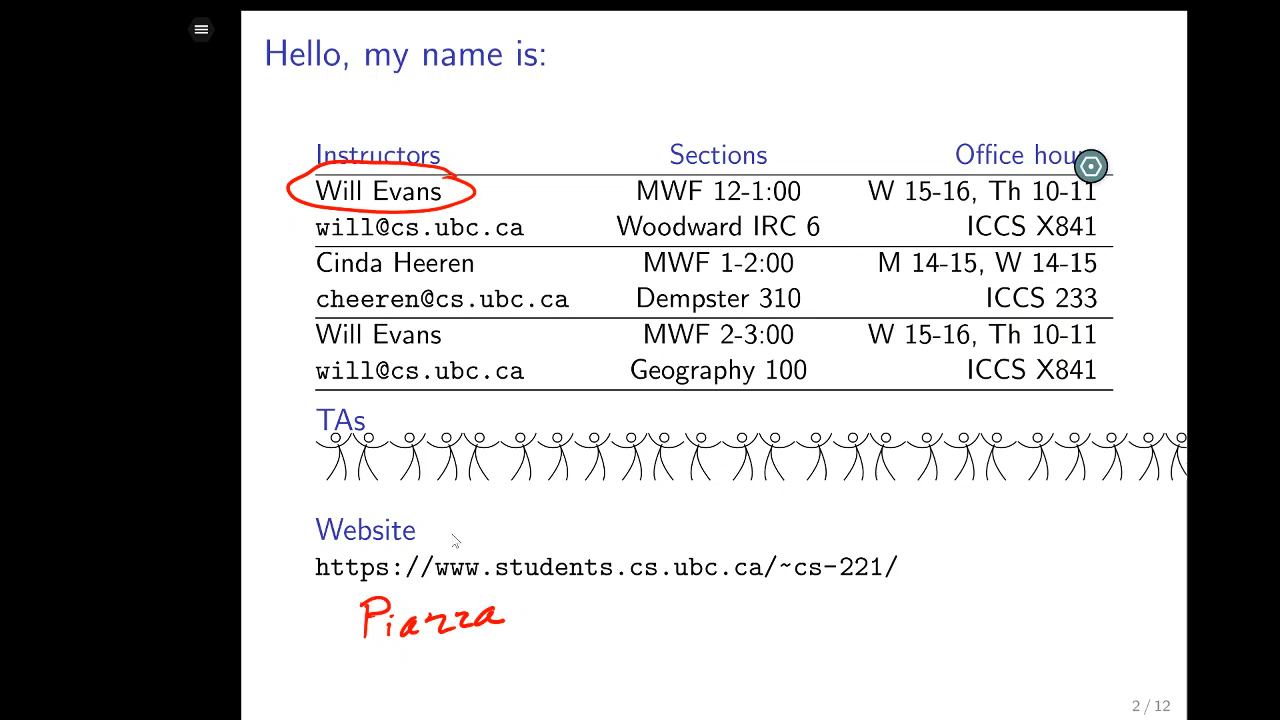 Hello, my name is:
Instructors Sections Office hours
Will Evans MWF 12-1:00 W 15-16, Th 10-11
will@cs.ubc.ca Woodward IRC 6 ICCS X841
Cinda Heeren MWF 1-2:00 M 14-15, W 14-15
cheeren@cs.ubc.ca Dempster 310 ICCS 233
Will Evans MWF 2-3:00 W 15-16, Th 10-11
will@cs.ubc.ca Geography 100 ICCS X841
TAs
Website
https://www.students.cs.ubc.ca/~cs-221/
Piazza
2 / 12